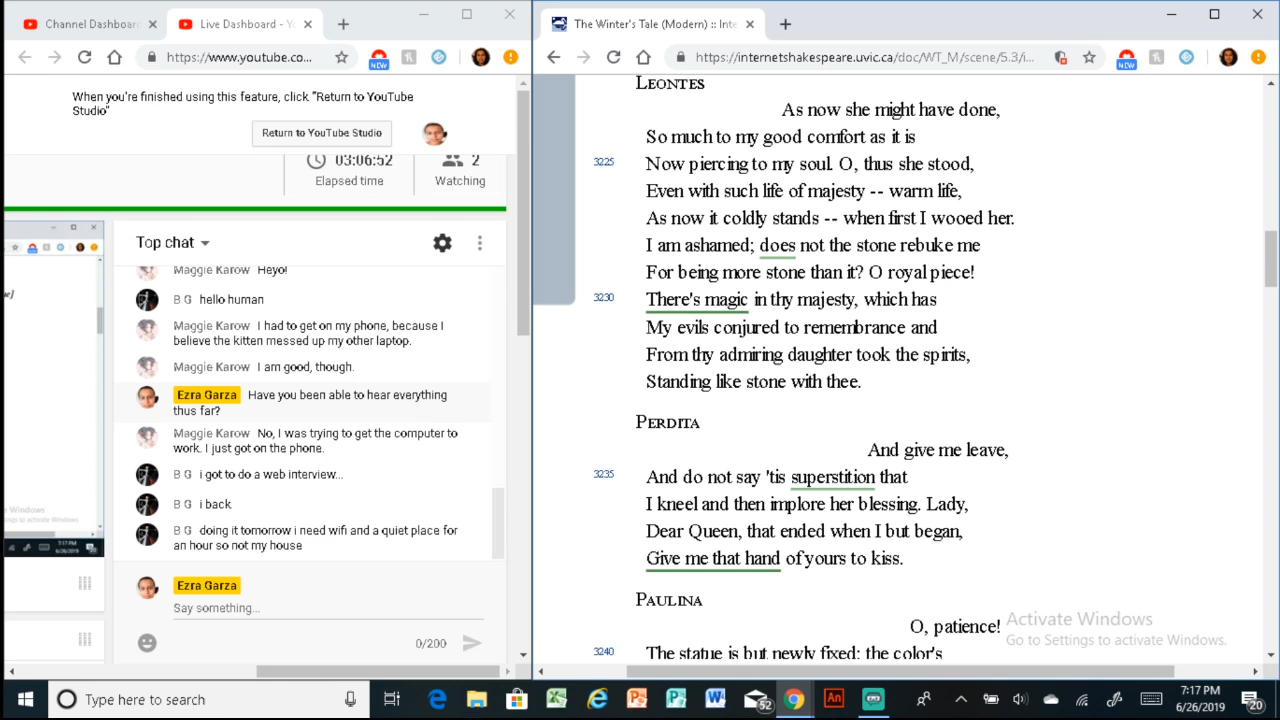 Channel Dashboard
Live Dashboard - Yo
The Winter's Tale (Modern) :: Inte
https://www.youtube.co...
https://internetshakespeare.uvic.ca/doc/WT_M/scene/5.3/i...
NEW
NEW
When you're finished using this feature, click "Return to YouTube
Studio"
Return to YouTube Studio
03:06:52
Elapsed time
2
Watching
Top chat
Maggie Karow Heyo!
B G hello human
Maggie Karow I had to get on my phone, because I
believe the kitten messed up my other laptop.
Maggie Karow I am good, though.
Ezra Garza Have you been able to hear everything
thus far?
Maggie Karow No, I was trying to get the computer to
work. I just got on the phone.
B G i got to do a web interview...
B G i back
B G doing it tomorrow i need wifi and a quiet place for
an hour so not my house
Ezra Garza
Say something...
0/200
7:17 PM
6/26/2019
LEONTES
As now she might have done,
So much to my good comfort as it is
3225 Now piercing to my soul. O, thus she stood,
Even with such life of majesty -- warm life,
As now it coldly stands -- when first I wooed her.
I am ashamed; does not the stone rebuke me
For being more stone than it? O royal piece!
3230 There's magic in thy majesty, which has
My evils conjured to remembrance and
From thy admiring daughter took the spirits,
Standing like stone with thee.
PERDITA
And give me leave,
3235 And do not say 'tis superstition that
I kneel and then implore her blessing. Lady,
Dear Queen, that ended when I but began,
Give me that hand of yours to kiss.
PAULINA
O, patience!
3240 The statue is but newly fixed; the color's
Activate Windows
Go to Settings to activate Windows.
Type here to search
52
An
7:17 PM
6/26/2019
20